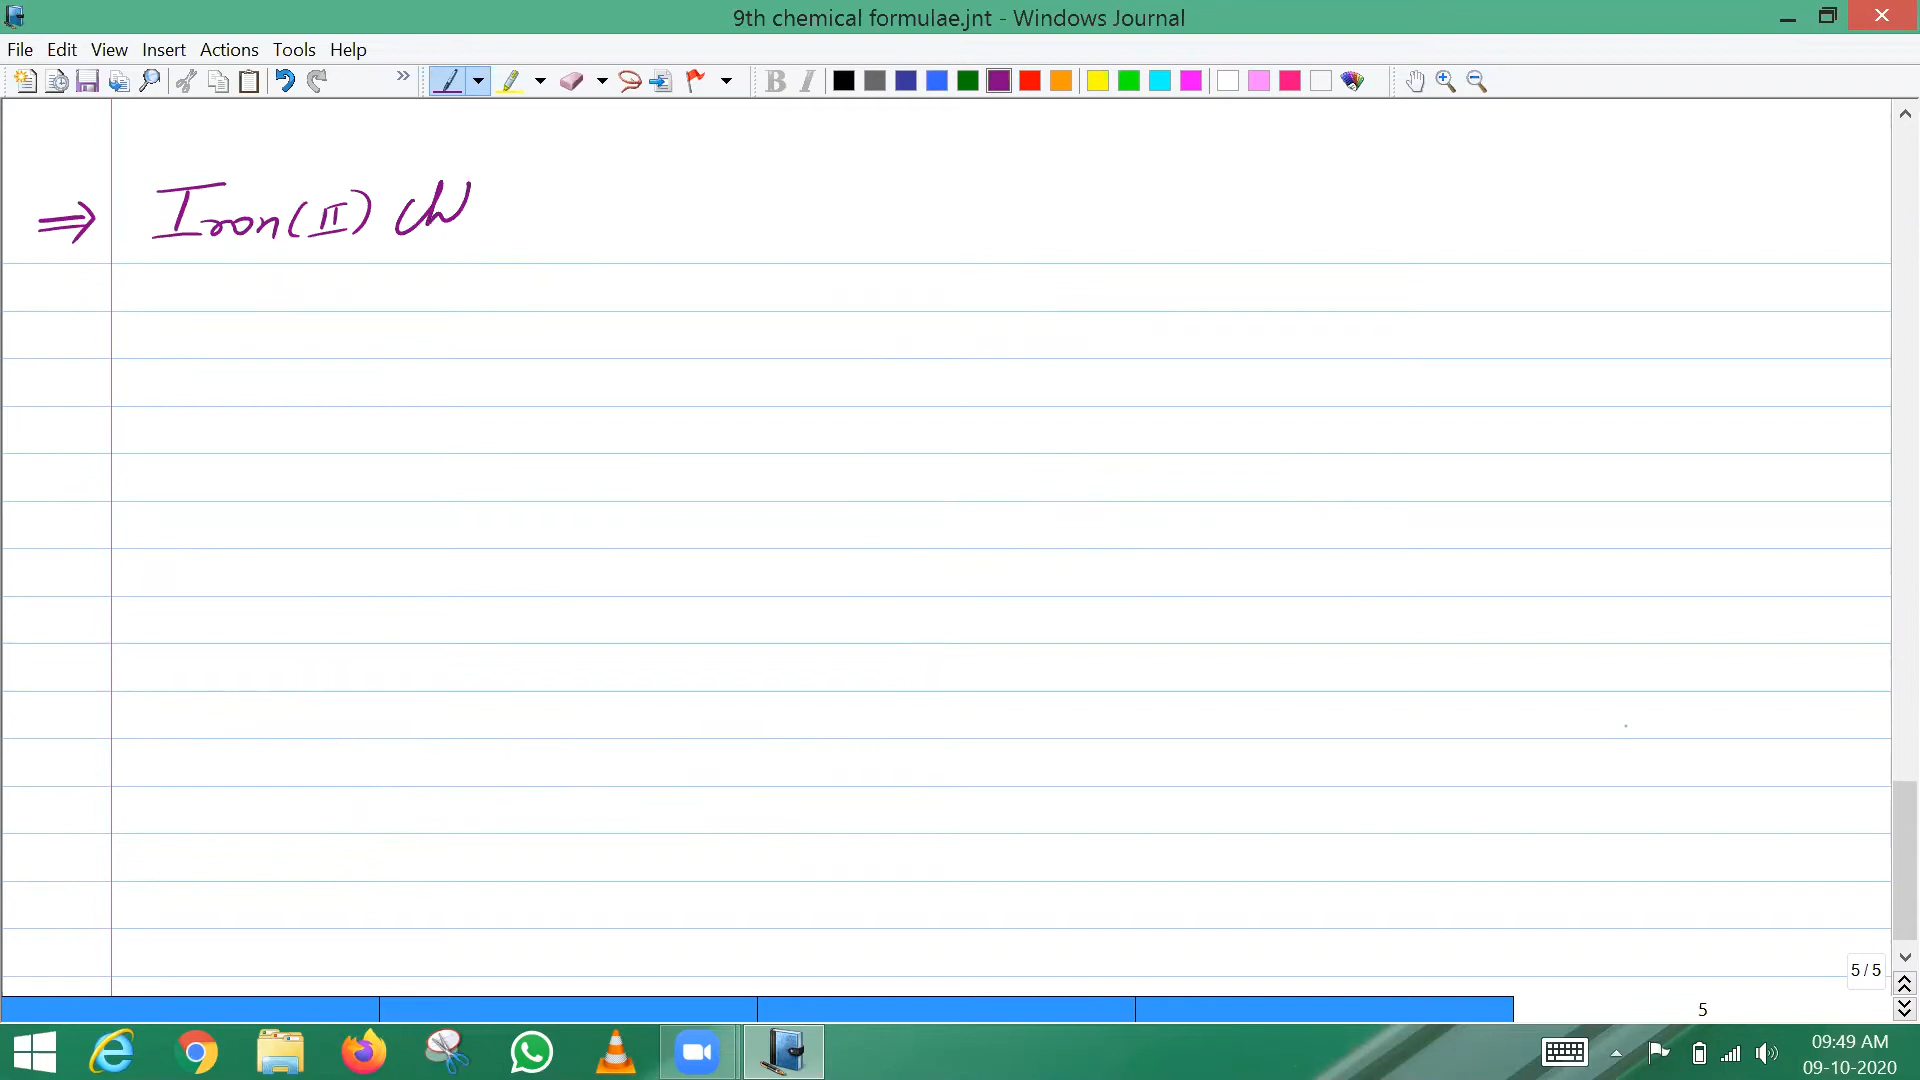 9th chemical formulae.jnt - Windows Journal
File Edit View Insert Actions Tools Help
B I
⇒ Iron(II)
5 / 5
5
09:49 AM
09-10-2020